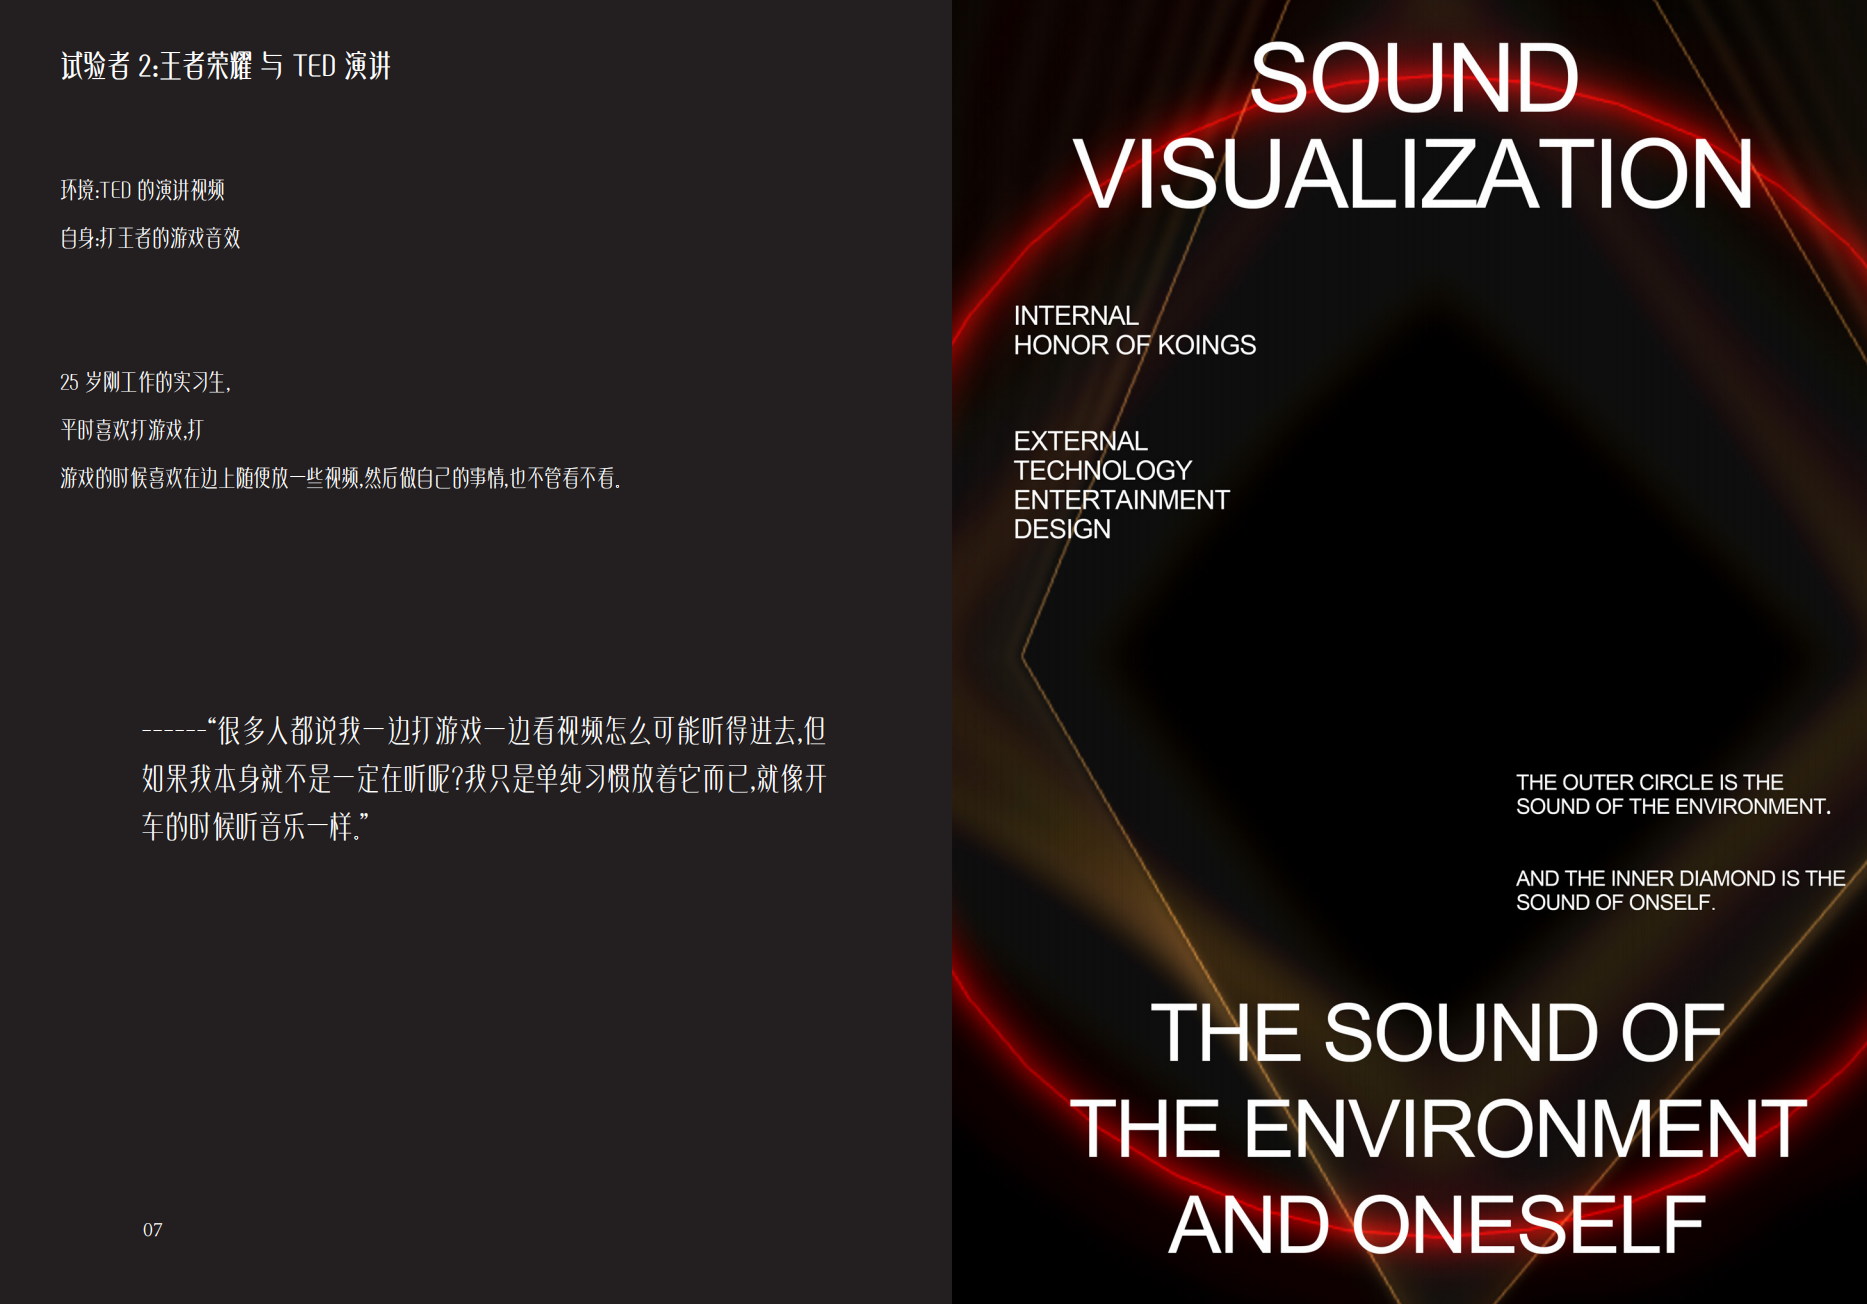 试验者 2:王者荣耀 与 TED 演讲
环境:TED 的演讲视频
自身:打王者的游戏音效
25 岁刚工作的实习生,
平时喜欢打游戏,打
游戏的时候喜欢在边上随便放一些视频,然后做自己的事情,也不管看不看。
------“很多人都说我一边打游戏一边看视频怎么可能听得进去,但
如果我本身就不是一定在听呢?我只是单纯习惯放着它而已,就像开
车的时候听音乐一样。”
07
SOUND
VISUALIZATION
INTERNAL
HONOR OF KOINGS
EXTERNAL
TECHNOLOGY
ENTERTAINMENT
DESIGN
THE OUTER CIRCLE IS THE
SOUND OF THE ENVIRONMENT.
AND THE INNER DIAMOND IS THE
SOUND OF ONSELF.
THE SOUND OF
THE ENVIRONMENT
AND ONESELF